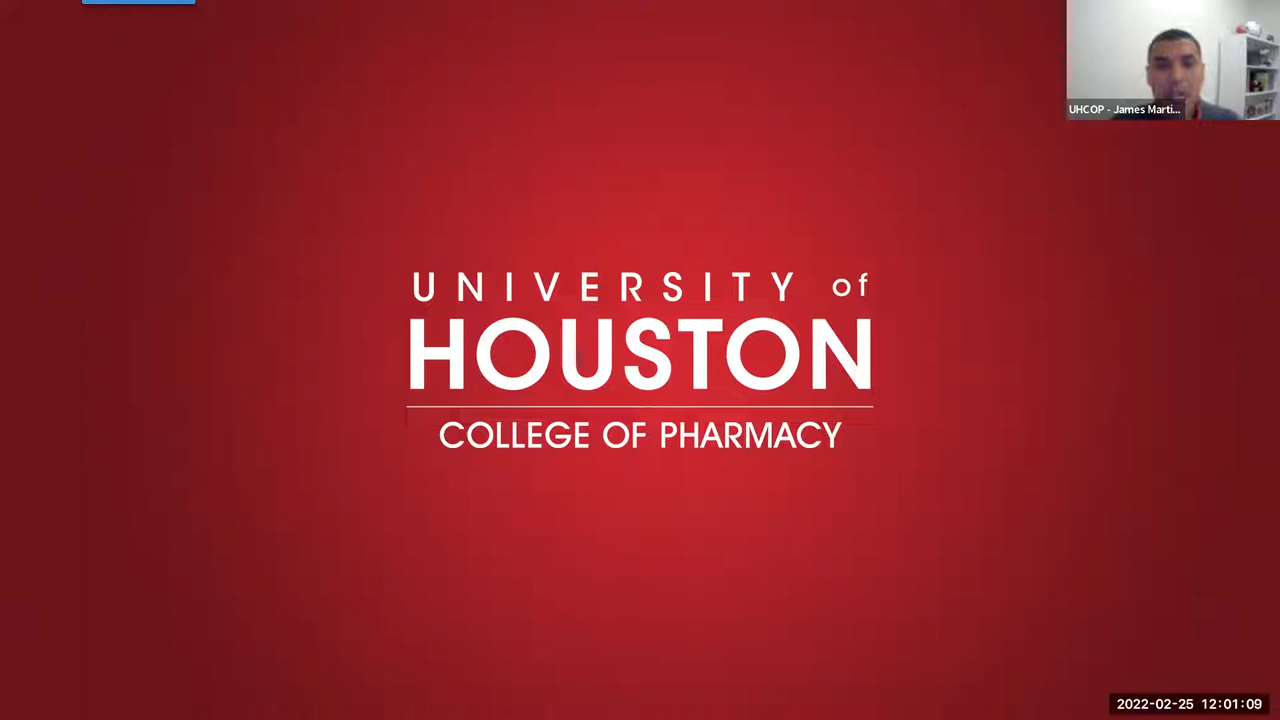 UHCOP - James Marti...
UNIVERSITY of
HOUSTON
COLLEGE OF PHARMACY
2022-02-25 12:01:09